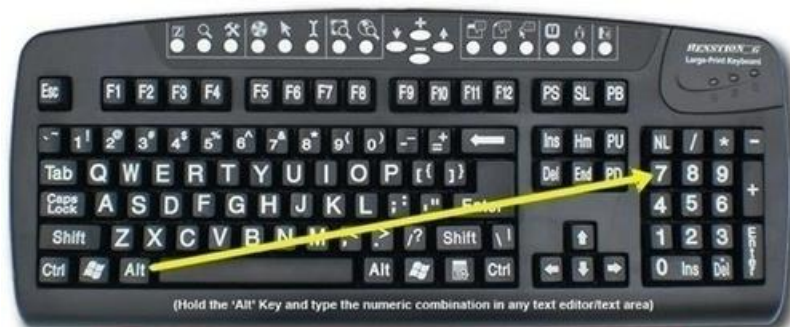 Z
HENSTION_G
Large-Print Keyboard
Esc F1 F2 F3 F4 F5 F6 F7 F8 F9 F10 F11 F12 PS SL PB
`~ 1! 2@ 3# 4$ 5% 6^ 7& 8* 9( 0) -- =+ Ins Hm PU NL / * -
Tab Q W E R T Y U I O P [{ ]} Del End PD 7 8 9 +
Caps Lock A S D F G H J K L ;: '" Enter 4 5 6
Shift Z X C V B N M ,< .> /? Shift \| 1 2 3 Enter
Ctrl Alt Alt Ctrl 0 Ins Del
(Hold the 'Alt' Key and type the numeric combination in any text editor/text area)